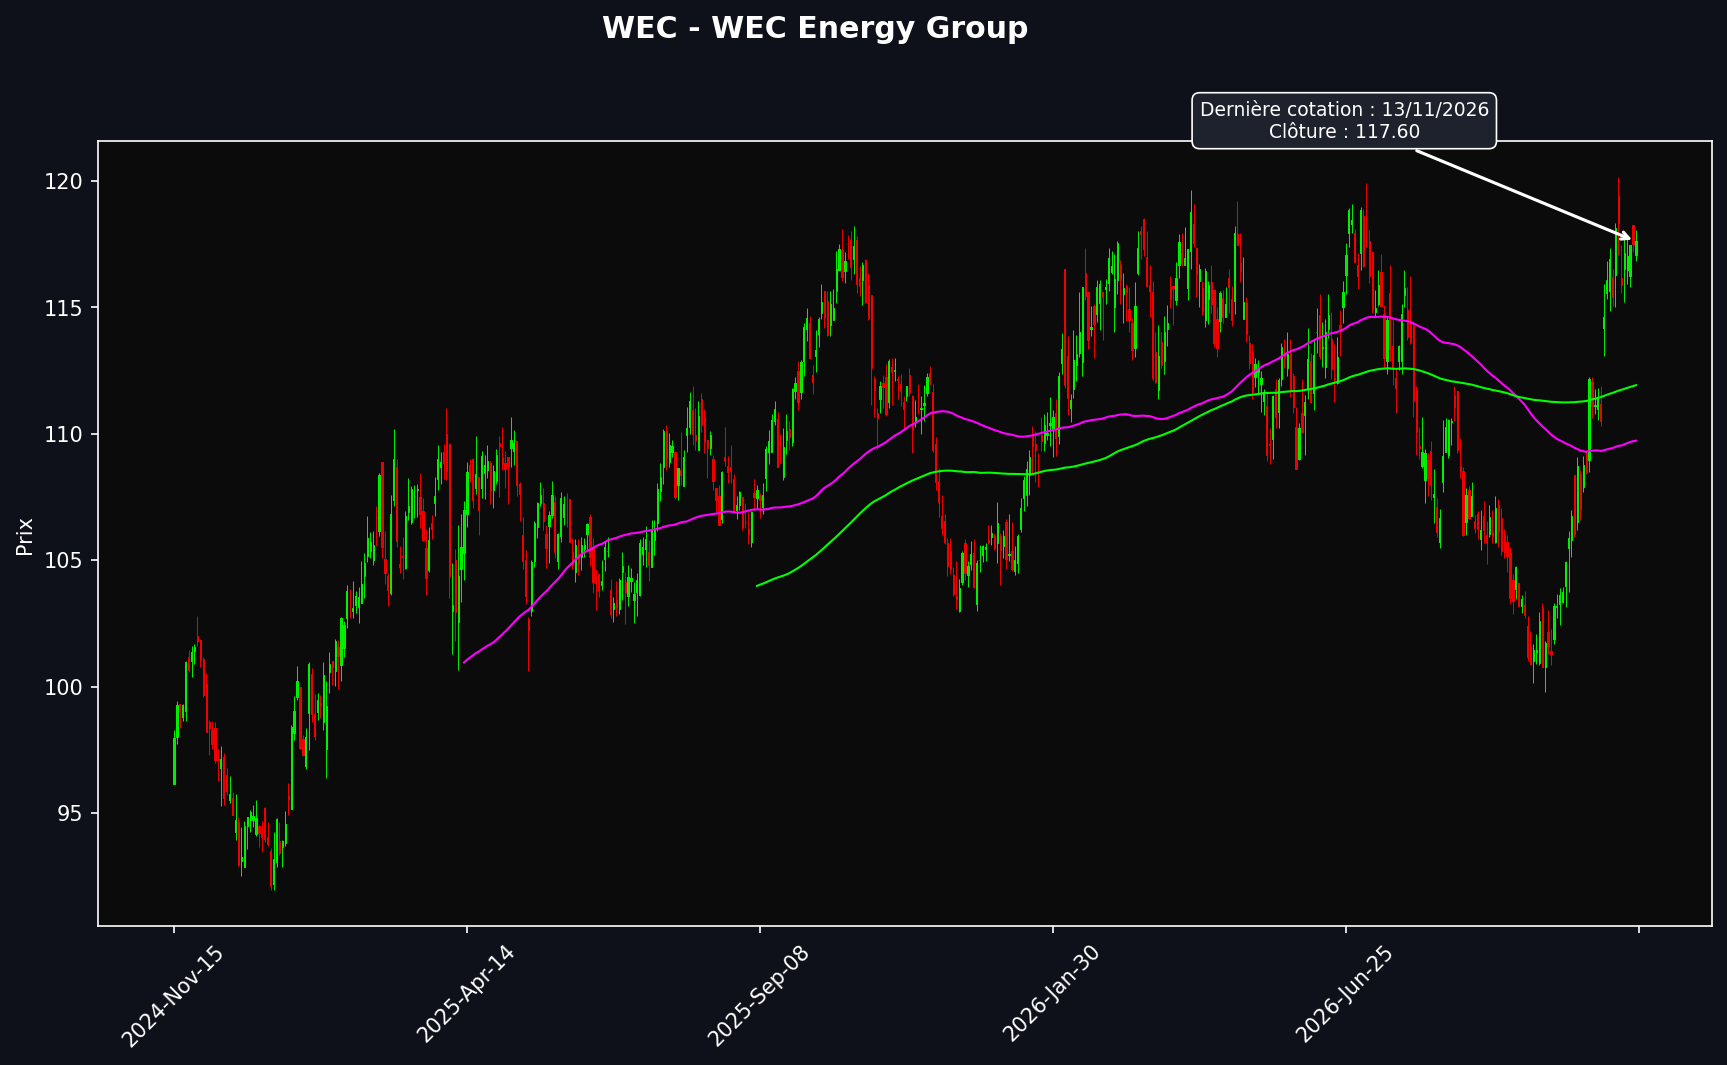 WEC - WEC Energy Group
Dernière cotation : 13/11/2026
Clôture : 117.60
120
115
110
105
100
95
Prix
2024-Nov-15
2025-Apr-14
2025-Sep-08
2026-Jan-30
2026-Jun-25